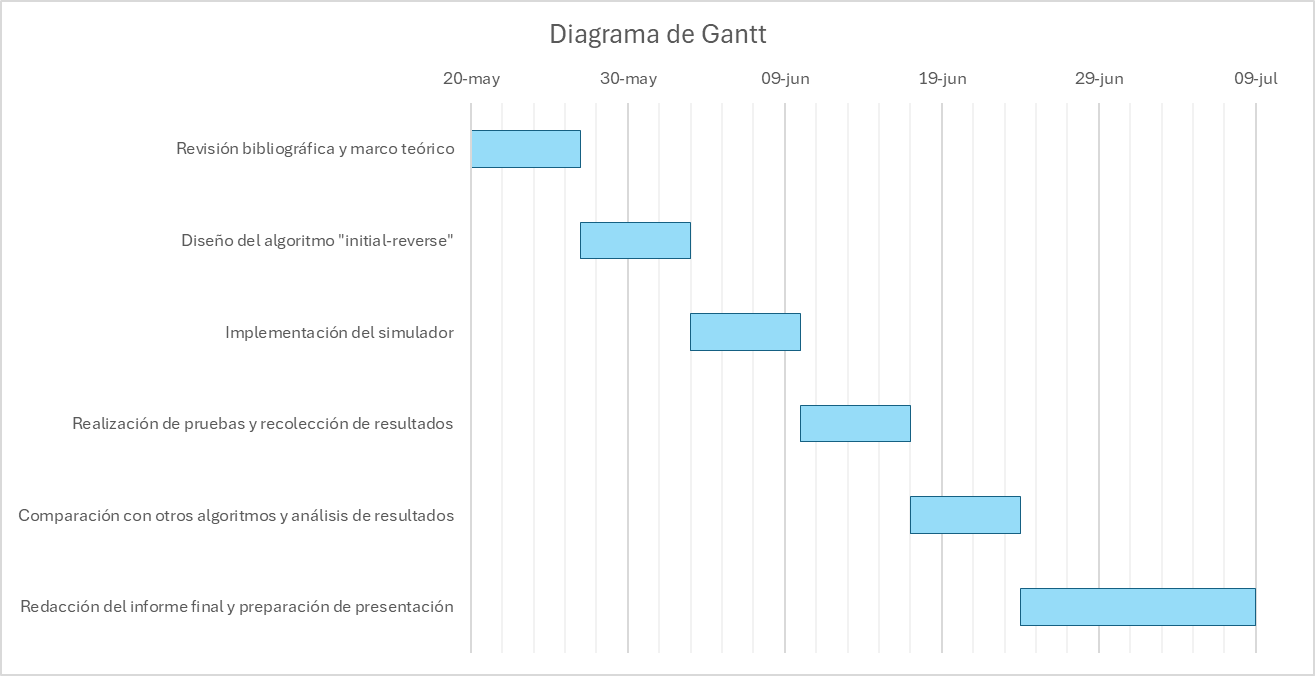 Diagrama de Gantt
20-may 30-may 09-jun 19-jun 29-jun 09-jul
Revisión bibliográfica y marco teórico
Diseño del algoritmo "initial-reverse"
Implementación del simulador
Realización de pruebas y recolección de resultados
Comparación con otros algoritmos y análisis de resultados
Redacción del informe final y preparación de presentación